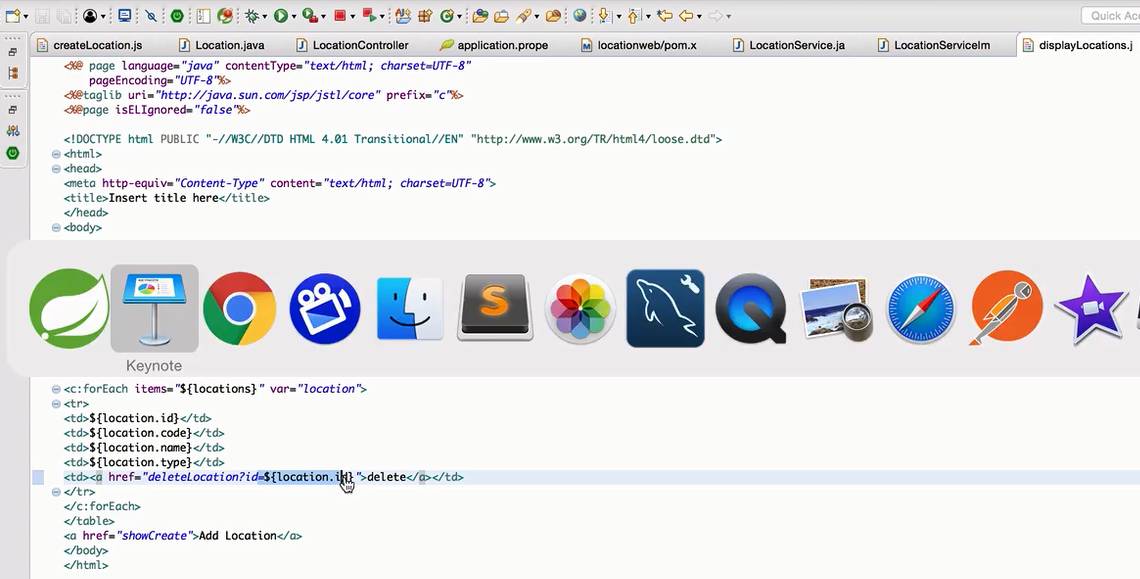 Quick Acc
createLocation.js
Location.java
LocationController
application.prope
locationweb/pom.x
LocationService.ja
LocationServiceIm
displayLocations.j
<%@ page language="java" contentType="text/html; charset=UTF-8"
pageEncoding="UTF-8"%>
<%@taglib uri="http://java.sun.com/jsp/jstl/core" prefix="c"%>
<%@page isELIgnored="false"%>
<!DOCTYPE html PUBLIC "-//W3C//DTD HTML 4.01 Transitional//EN" "http://www.w3.org/TR/html4/loose.dtd">
<html>
<head>
<meta http-equiv="Content-Type" content="text/html; charset=UTF-8">
<title>Insert title here</title>
</head>
<body>
Keynote
<c:forEach items="${locations}" var="location">
<tr>
<td>${location.id}</td>
<td>${location.code}</td>
<td>${location.name}</td>
<td>${location.type}</td>
<td><a href="deleteLocation?id=${location.id}">delete</a></td>
</tr>
</c:forEach>
</table>
<a href="showCreate">Add Location</a>
</body>
</html>